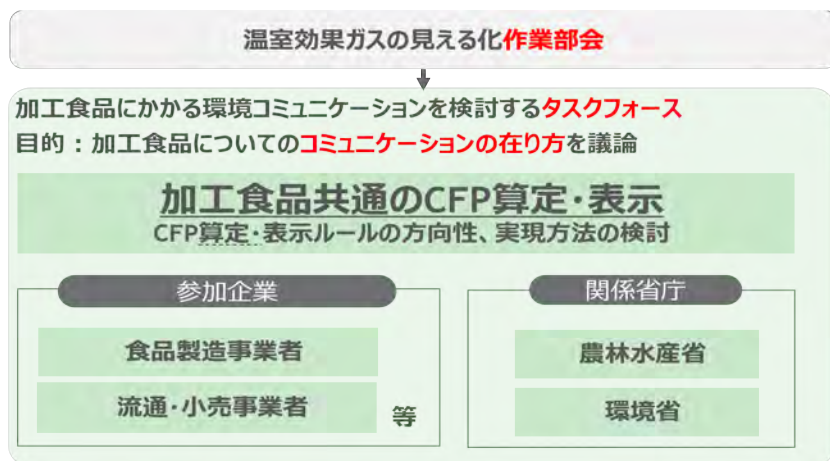 温室効果ガスの見える化作業部会
加工食品にかかる環境コミュニケーションを検討するタスクフォース
目的：加工食品についてのコミュニケーションの在り方を議論
加工食品共通のCFP算定・表示
CFP算定・表示ルールの方向性、実現方法の検討
参加企業
食品製造事業者
流通・小売事業者
等
関係省庁
農林水産省
環境省